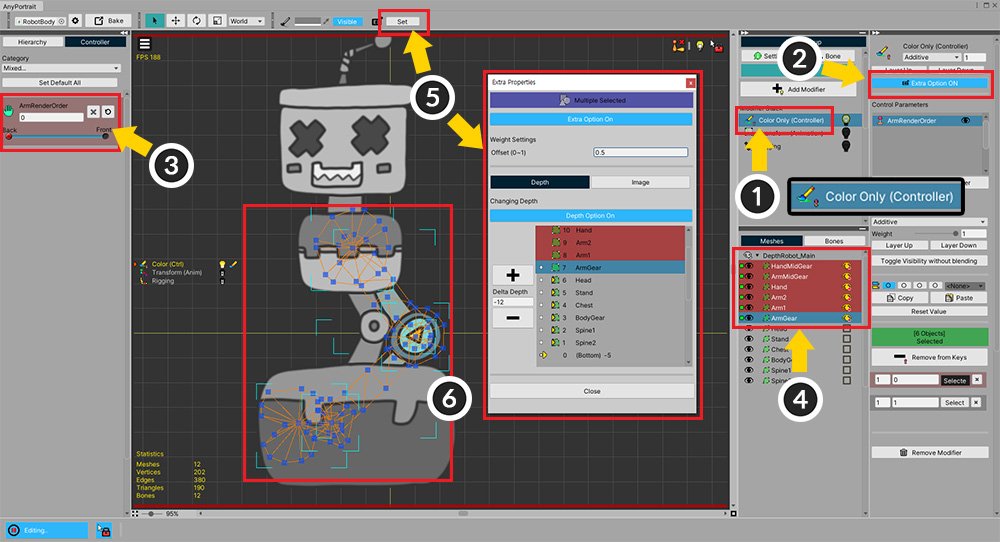 AnyPortrait
RobotBody
Bake
World
Visible
Set
Hierarchy
Controller
Category
Mixed...
Set Default All
ArmRenderOrder
0
Back
Front
FPS 188
Color (Ctrl)
Transform (Anim)
Rigging
Statistics
Meshes 12
Vertices 202
Edges 380
Triangles 190
Bones 12
95%
Editing..
Extra Properties
Multiple Selected
Extra Option On
Weight Settings
Offset (0~1)
0.5
Depth
Image
Changing Depth
Depth Option On
10 Hand
9 Arm2
8 Arm1
7 ArmGear
6 Head
5 Stand
4 Chest
3 BodyGear
2 Spine1
1 Spine2
0 (Bottom) -5
Delta Depth
-12
Close
Bone
Add Modifier
Color Only (Controller)
Color Only (Controller)
Meshes
Bones
DepthRobot_Main
HandMidGear
ArmMidGear
Hand
Arm2
Arm1
ArmGear
Stand
Color Only (Controller)
Additive
1
Extra Option ON
Control Parameters
ArmRenderOrder
Additive
Weight
1
Layer Up
Layer Down
Toggle Visibility without blending
<None>
Copy
Paste
Reset Value
[6 Objects]
Selected
Remove from Keys
1
0
Selecte
1
1
Select
Remove Modifier
1
2
3
4
5
6